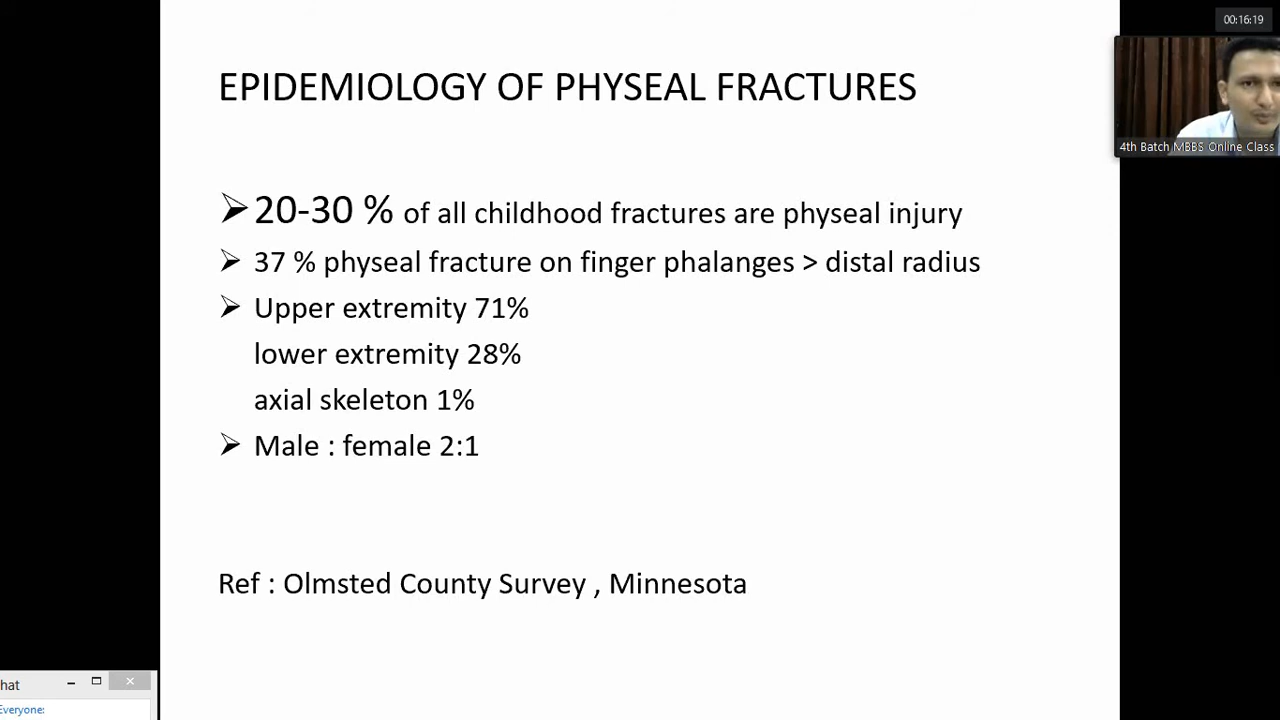 00:16:19
EPIDEMIOLOGY OF PHYSEAL FRACTURES
4th Batch MBBS Online Class
20-30 % of all childhood fractures are physeal injury
37 % physeal fracture on finger phalanges > distal radius
Upper extremity 71%
lower extremity 28%
axial skeleton 1%
Male : female 2:1
Ref : Olmsted County Survey , Minnesota
hat
Everyone: